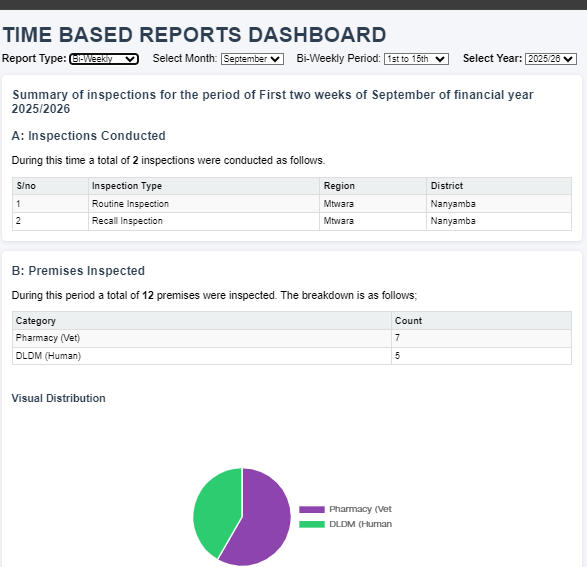 TIME BASED REPORTS DASHBOARD
Report Type: Bi-Weekly Select Month: September Bi-Weekly Period: 1st to 15th Select Year: 2025/26
Summary of inspections for the period of First two weeks of September of financial year
2025/2026
A: Inspections Conducted
During this time a total of 2 inspections were conducted as follows.
S/no Inspection Type Region District
1 Routine Inspection Mtwara Nanyamba
2 Recall Inspection Mtwara Nanyamba
B: Premises Inspected
During this period a total of 12 premises were inspected. The breakdown is as follows;
Category Count
Pharmacy (Vet) 7
DLDM (Human) 5
Visual Distribution
Pharmacy (Vet
DLDM (Human